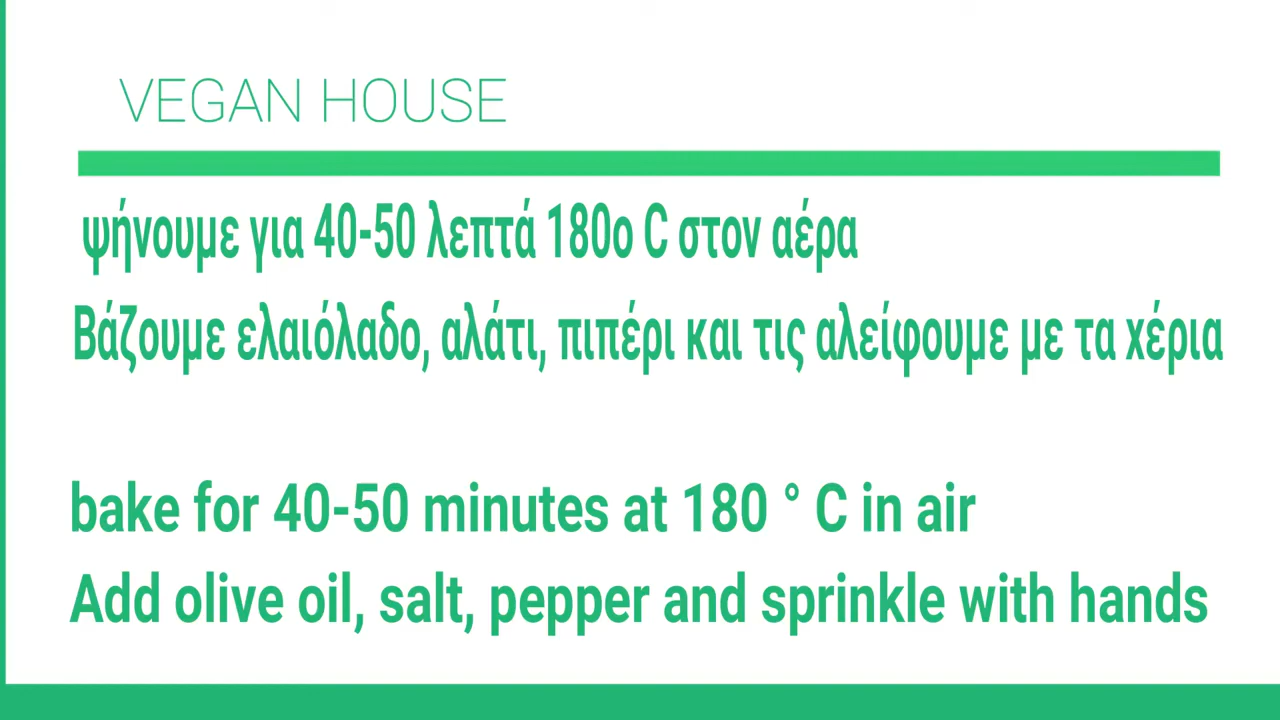 VEGAN HOUSE
ψήνουμε για 40-50 λεπτά 180ο C στον αέρα
Βάζουμε ελαιόλαδο, αλάτι, πιπέρι και τις αλείφουμε με τα χέρια
bake for 40-50 minutes at 180 ° C in air
Add olive oil, salt, pepper and sprinkle with hands